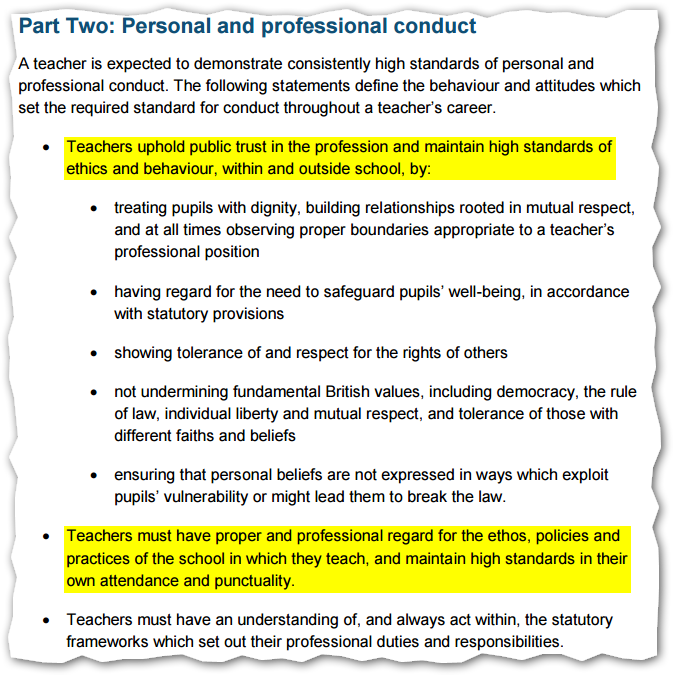 Part Two: Personal and professional conduct
A teacher is expected to demonstrate consistently high standards of personal and
professional conduct. The following statements define the behaviour and attitudes which
set the required standard for conduct throughout a teacher’s career.
• Teachers uphold public trust in the profession and maintain high standards of
ethics and behaviour, within and outside school, by:
• treating pupils with dignity, building relationships rooted in mutual respect,
and at all times observing proper boundaries appropriate to a teacher’s
professional position
• having regard for the need to safeguard pupils’ well-being, in accordance
with statutory provisions
• showing tolerance of and respect for the rights of others
• not undermining fundamental British values, including democracy, the rule
of law, individual liberty and mutual respect, and tolerance of those with
different faiths and beliefs
• ensuring that personal beliefs are not expressed in ways which exploit
pupils’ vulnerability or might lead them to break the law.
• Teachers must have proper and professional regard for the ethos, policies and
practices of the school in which they teach, and maintain high standards in their
own attendance and punctuality.
• Teachers must have an understanding of, and always act within, the statutory
frameworks which set out their professional duties and responsibilities.